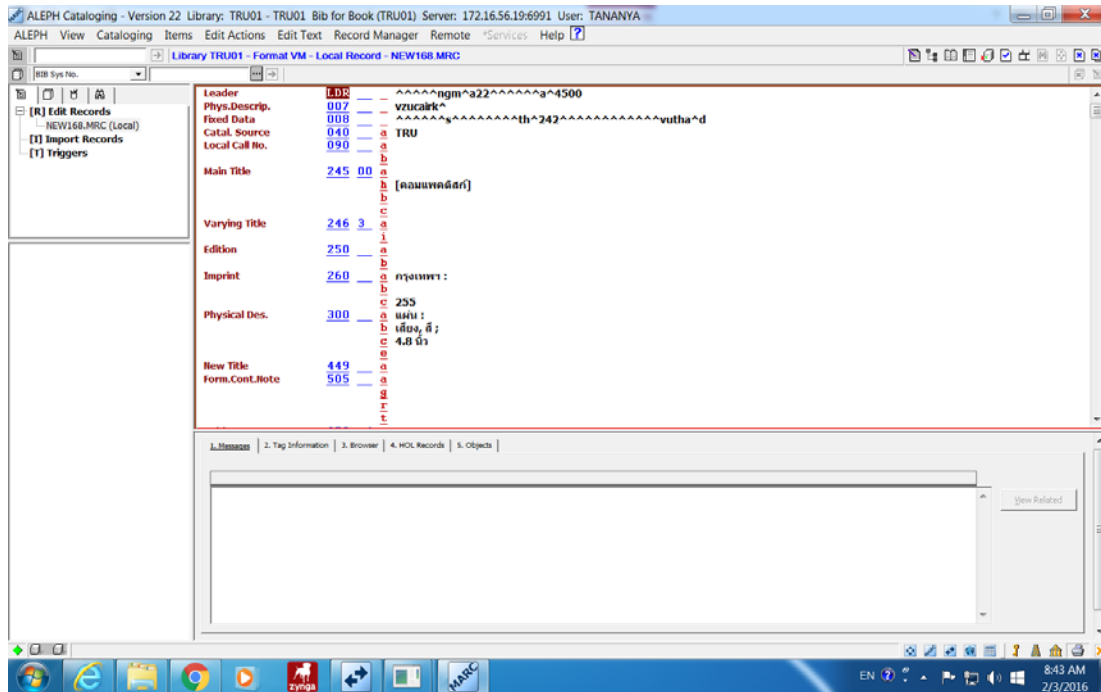 ALEPH Cataloging - Version 22 Library: TRU01 - TRU01 Bib for Book (TRU01) Server: 172.16.56.19:6991 User: TANANYA
ALEPH View Cataloging Items Edit Actions Edit Text Record Manager Remote *Services Help ?
Library TRU01 - Format VM - Local Record - NEW168.MRC
BIB Sys No.
[R] Edit Records
NEW168.MRC (Local)
[I] Import Records
[T] Triggers
Leader LDR ^^^^^ngm^a22^^^^^^a^4500
Phys.Descrip. 007 vzucairk^
Fixed Data 008 ^^^^^^s^^^^^^^^th^242^^^^^^^^^^^^^vutha^d
Catal. Source 040 a TRU
Local Call No. 090 a
b
Main Title 245 00 a
h [คอมแพคดิสก์]
b
c
Varying Title 246 3 a
i
Edition 250 a
b
Imprint 260 a กรุงเทพฯ :
b
c 255
Physical Des. 300 a แผ่น :
b เสียง, สี ;
c 4.8 นิ้ว
e
New Title 449 a
Form.Cont.Note 505 a
g
r
t
1. Messages 2. Tag Information 3. Browser 4. HOL Records 5. Objects
View Related
zynga
MARC
EN
8:43 AM
2/3/2016